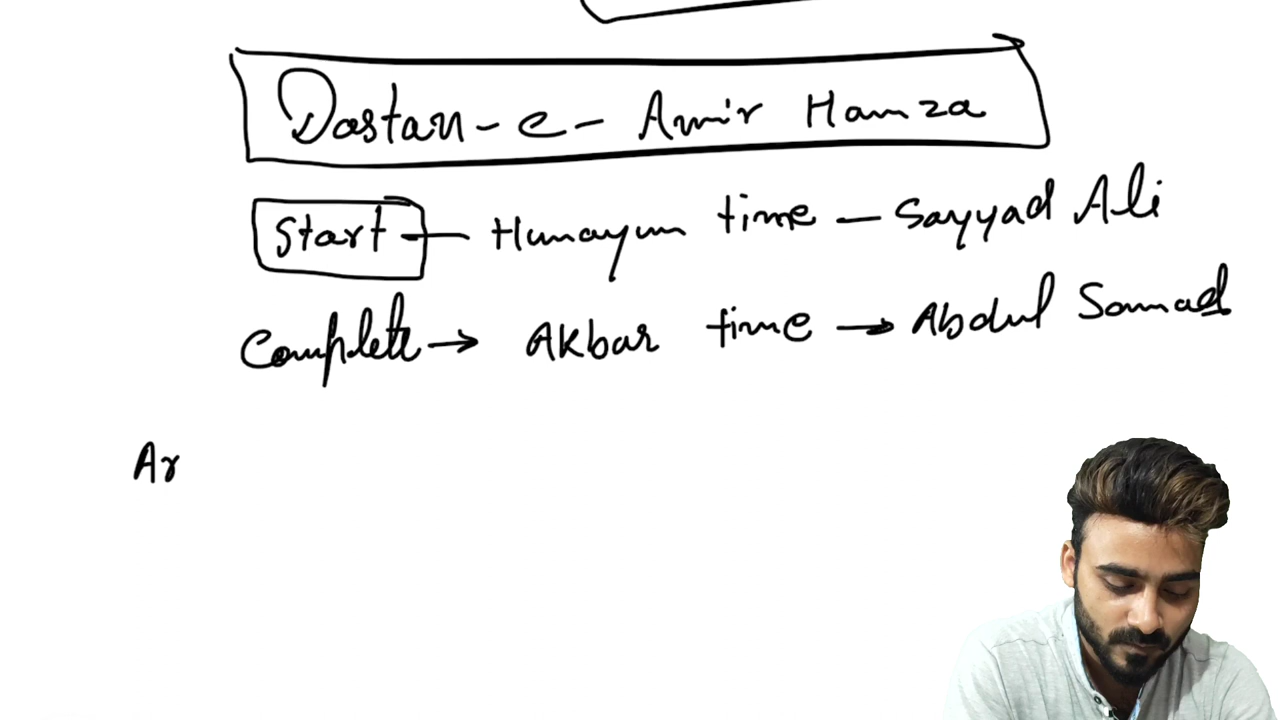 Dastan-e- Amir Hamza
Start — Humayun time — Sayyad Ali
Complete → Akbar time → Abdul Samad
Ar